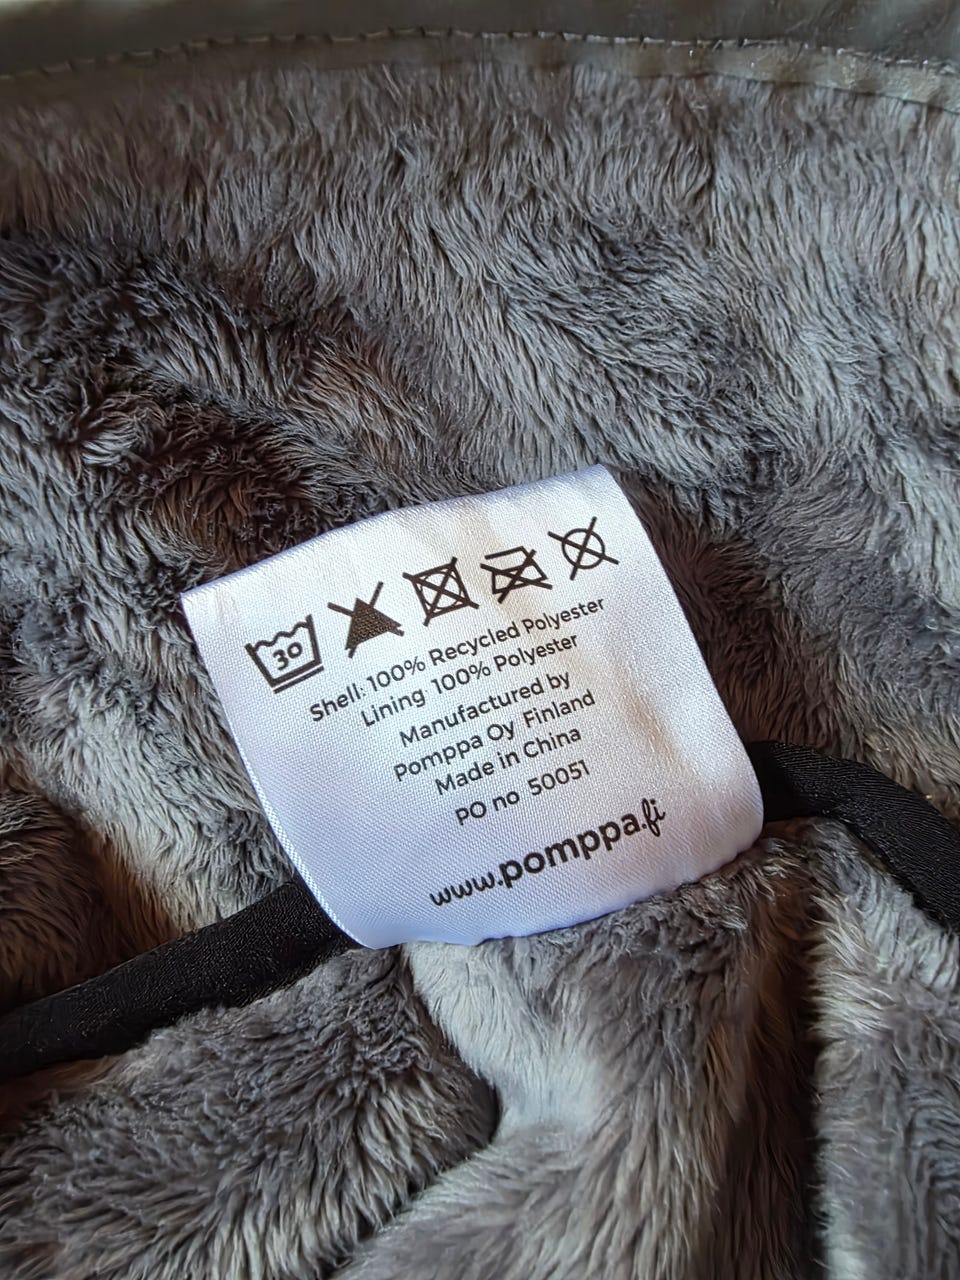 30
Shell: 100% Recycled Polyester
Lining 100% Polyester
Manufactured by
Pomppa Oy Finland
Made in China
PO no 50051
www.pomppa.fi